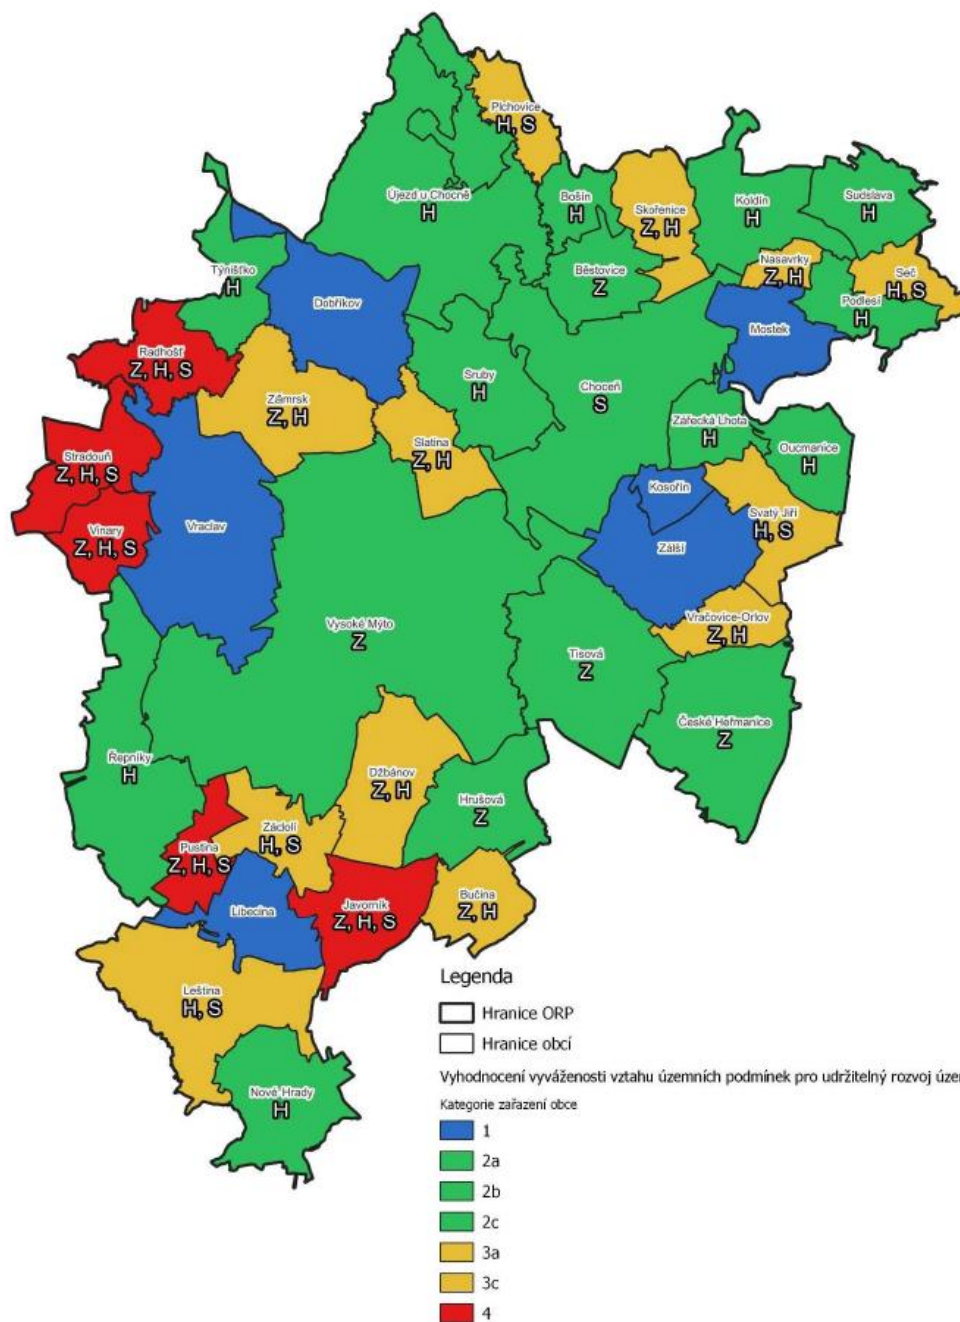 Plchovice
H, S
Újezd u Chocně
H
Bošín
H
Skořenice
Z, H
Koldín
H
Sudslava
H
Týnišťko
H
Běstovice
Z
Nasavrky
Z, H
Seč
H, S
Dobříkov
Podlesí
H
Mostek
Radhošť
Z, H, S
Sruby
H
Choceň
S
Zámrsk
Z, H
Zářecká Lhota
H
Slatina
Z, H
Oucmanice
H
Stradouň
Z, H, S
Kosořín
Svatý Jiří
H, S
Vraclav
Vinary
Z, H, S
Zálší
Vračovice-Orlov
Z, H
Vysoké Mýto
Z
Tisová
Z
České Heřmanice
Z
Řepníky
H
Džbánov
Z, H
Hrušová
Z
Zádolí
H, S
Pustina
Z, H, S
Bučina
Z, H
Javorník
Z, H, S
Libecina
Leština
H, S
Nové Hrady
H
Legenda
Hranice ORP
Hranice obcí
Vyhodnocení vyváženosti vztahu územních podmínek pro udržitelný rozvoj úze
Kategorie zařazení obce
1
2a
2b
2c
3a
3c
4